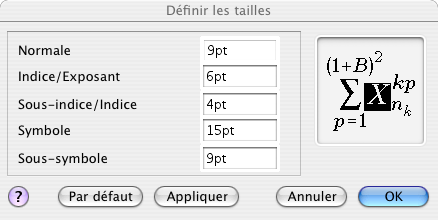 Définir les tailles
Normale 9pt
Indice/Exposant 6pt
Sous-indice/Indice 4pt
Symbole 15pt
Sous-symbole 9pt
(1+B)²
∑ X kp n k
p=1
? Par défaut Appliquer Annuler OK